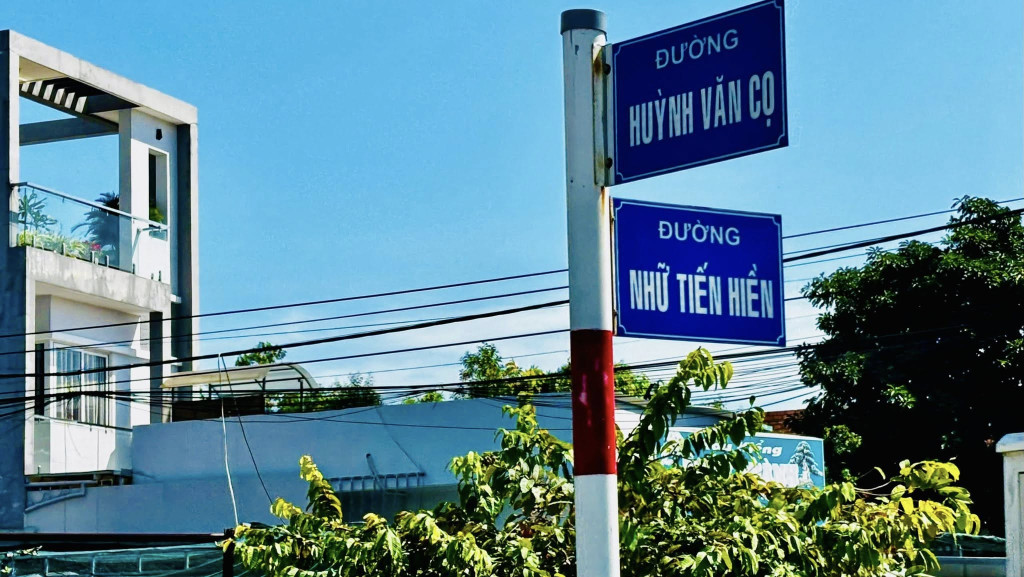 ĐƯỜNG
HUỲNH VĂN CỌ
ĐƯỜNG
NHỮ TIẾN HIỀN